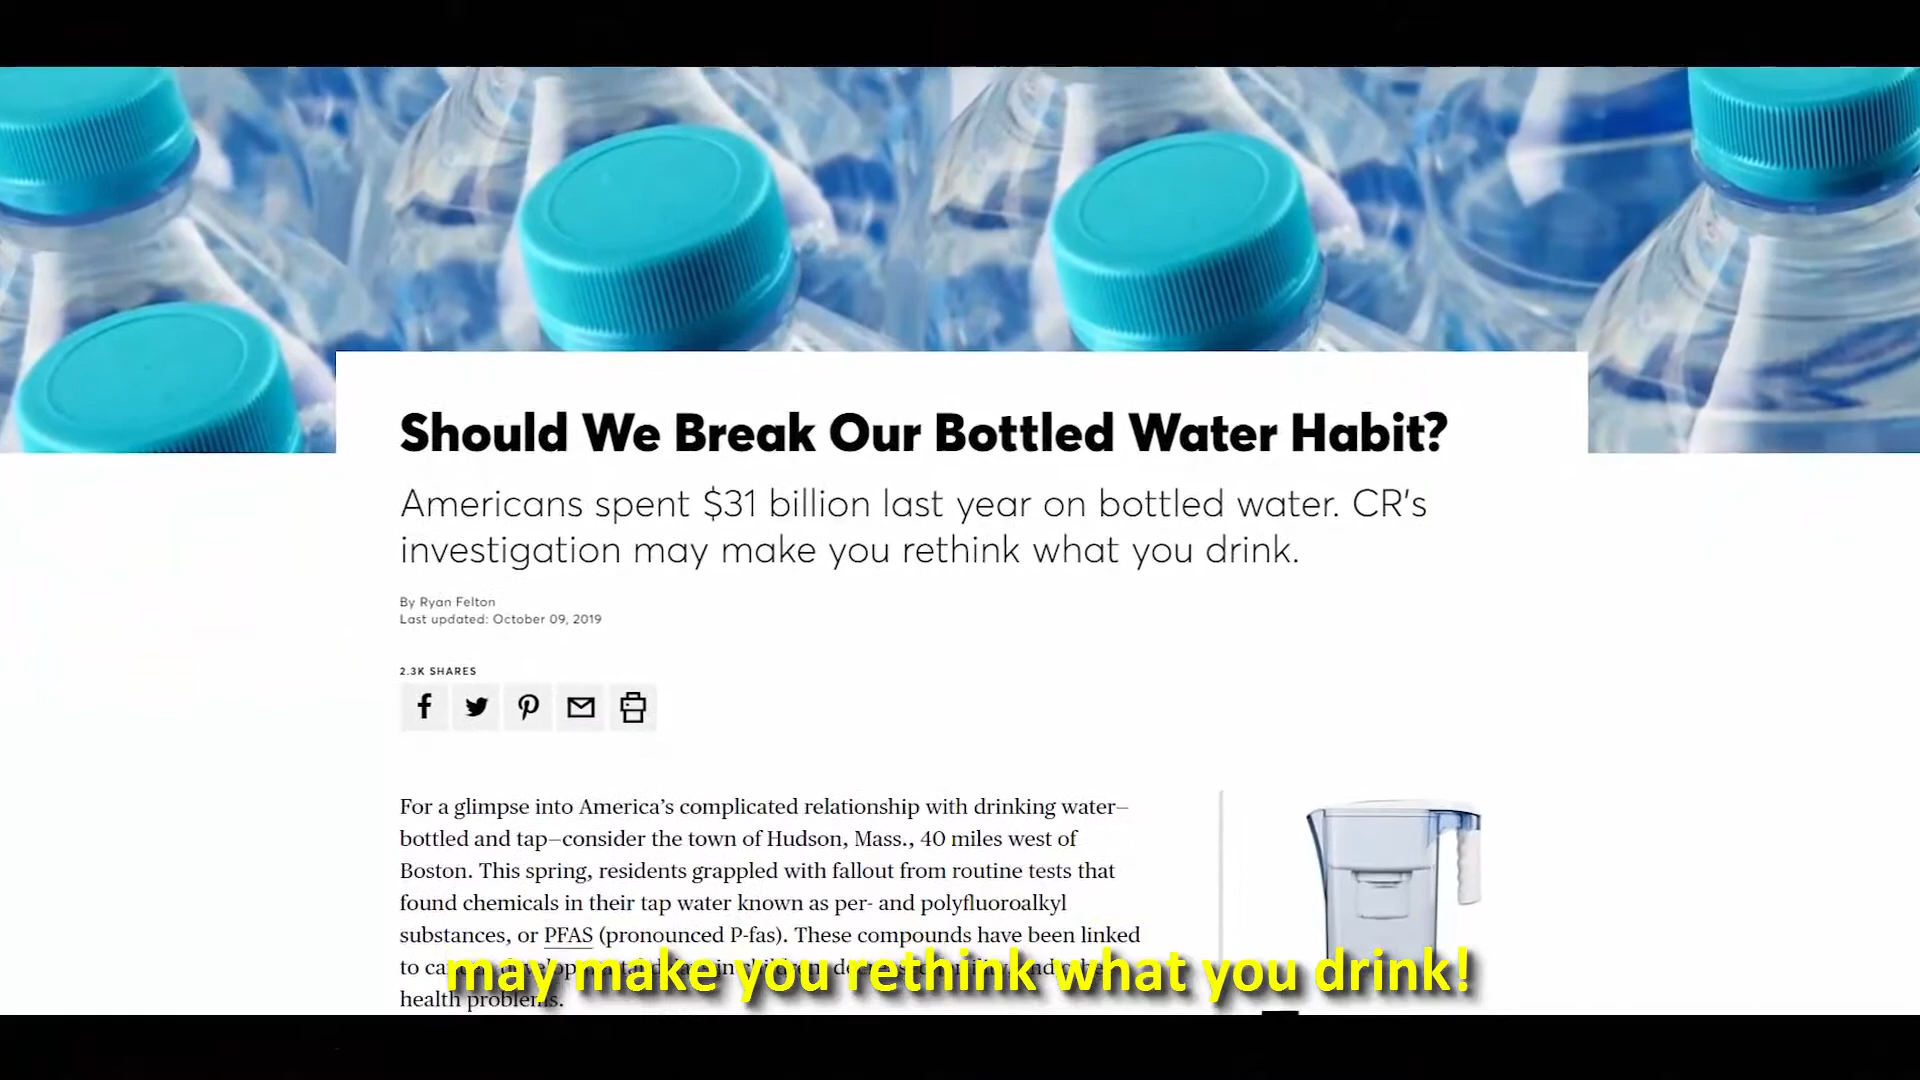 Should We Break Our Bottled Water Habit?
Americans spent $31 billion last year on bottled water. CR's
investigation may make you rethink what you drink.
By Ryan Felton
Last updated: October 09, 2019
2.3K SHARES
For a glimpse into America's complicated relationship with drinking water—
bottled and tap—consider the town of Hudson, Mass., 40 miles west of
Boston. This spring, residents grappled with fallout from routine tests that
found chemicals in their tap water known as per- and polyfluoroalkyl
substances, or PFAS (pronounced P-fas). These compounds have been linked
to in
health problems.
may make you rethink what you drink!